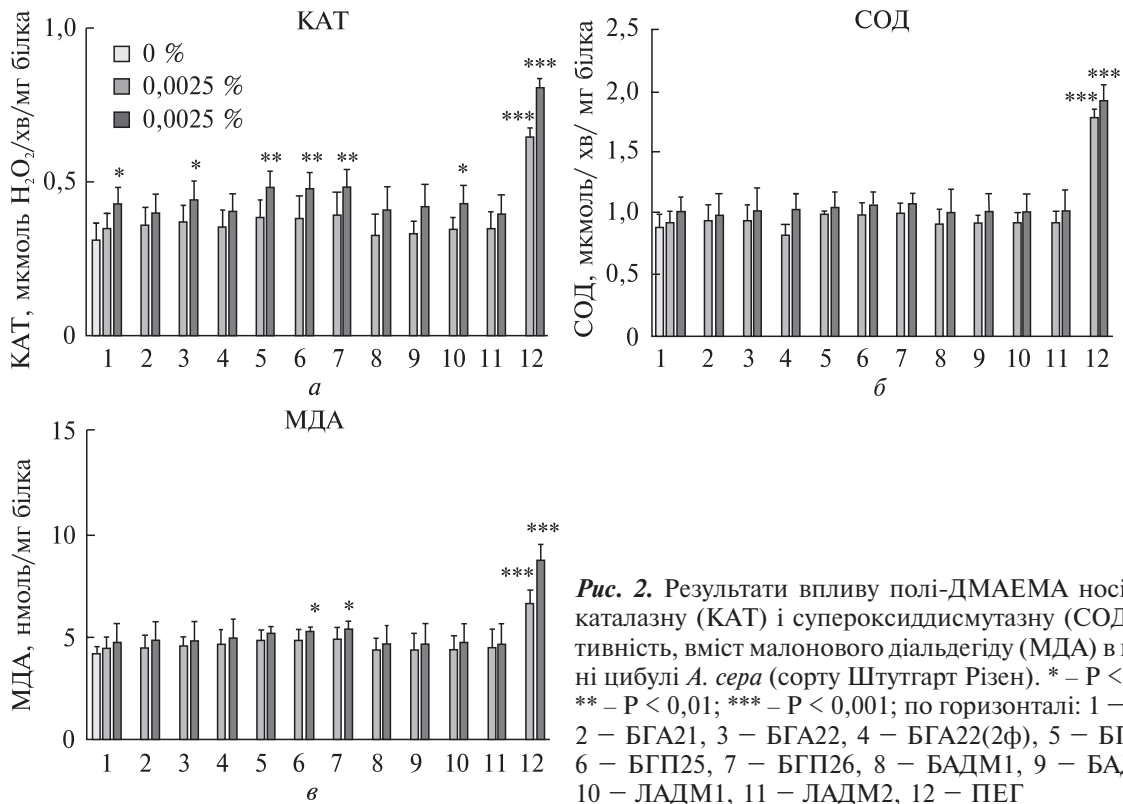 КАТ
СОД
КАТ, мкмоль H₂O₂/хв/мг білка
1,0
0,5
0
0 %
0,0025 %
0,0025 %
* * ** ** ** * *** ***
1 2 3 4 5 6 7 8 9 10 11 12
а
СОД, мкмоль/ хв/ мг білка
2,5
2,0
1,5
1,0
0,5
0
*** ***
1 2 3 4 5 6 7 8 9 10 11 12
б
МДА
МДА, нмоль/мг білка
15
10
5
0
* * *** ***
1 2 3 4 5 6 7 8 9 10 11 12
в
Рис. 2. Результати впливу полі-ДМАЕМА носі
каталазну (КАТ) і супероксиддисмутазну (СОД
тивність, вміст малонового діальдегіду (МДА) в
ні цибулі A. cepa (сорту Штутгарт Різен). * – P <
** – P < 0,01; *** – P < 0,001; по горизонталі: 1 —
2 — БГА21, 3 — БГА22, 4 — БГА22(2ф), 5 — БГ
6 — БГП25, 7 — БГП26, 8 — БАДМ1, 9 — БАД
10 — ЛАДМ1, 11 — ЛАДМ2, 12 — ПЕГ